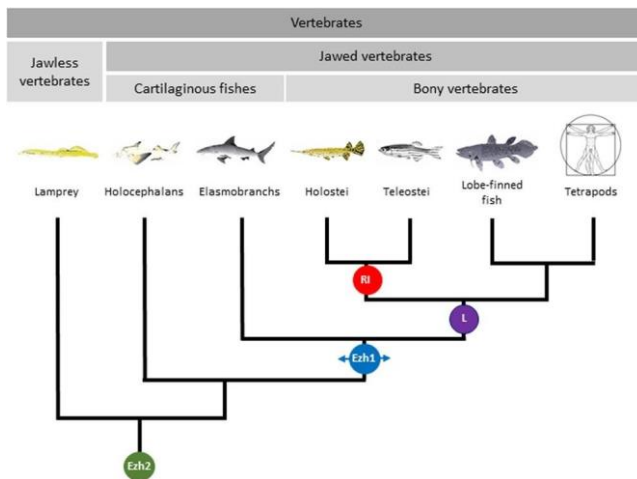 Vertebrates
Jawless
vertebrates
Jawed vertebrates
Cartilaginous fishes
Bony vertebrates
Lamprey
Holocephalans
Elasmobranchs
Holostei
Teleostei
Lobe-finned
fish
Tetrapods
RI
L
Ezh1
Ezh2